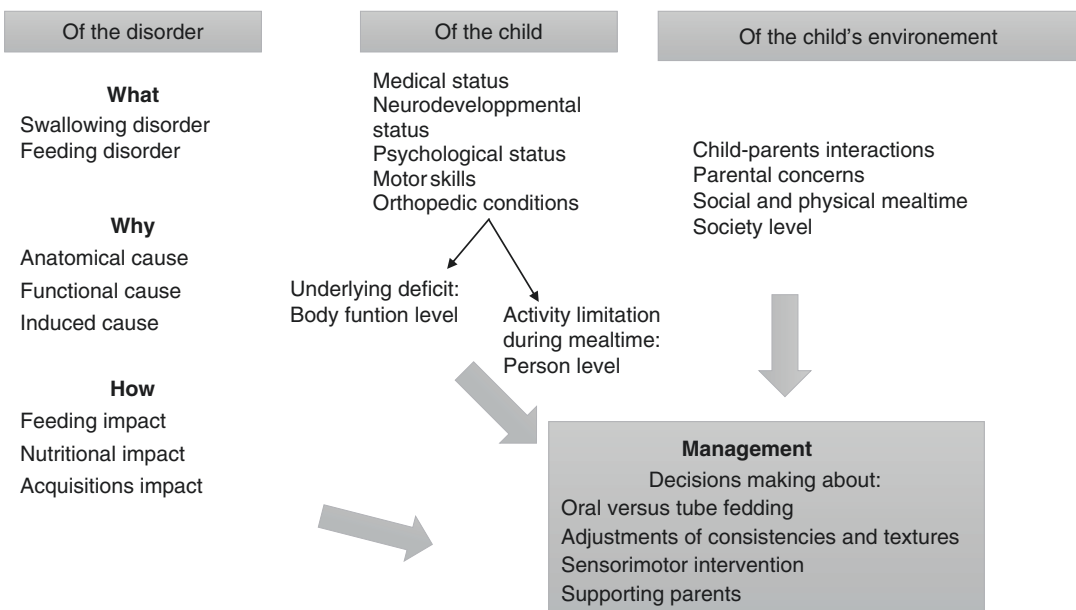 Of the disorder
What
Swallowing disorder
Feeding disorder
Why
Anatomical cause
Functional cause
Induced cause
How
Feeding impact
Nutritional impact
Acquisitions impact
Of the child
Medical status
Neurodeveloppmental
status
Psychological status
Motor skills
Orthopedic conditions
Underlying deficit:
Body funtion level
Activity limitation
during mealtime:
Person level
Of the child's environement
Child-parents interactions
Parental concerns
Social and physical mealtime
Society level
Management
Decisions making about:
Oral versus tube fedding
Adjustments of consistencies and textures
Sensorimotor intervention
Supporting parents